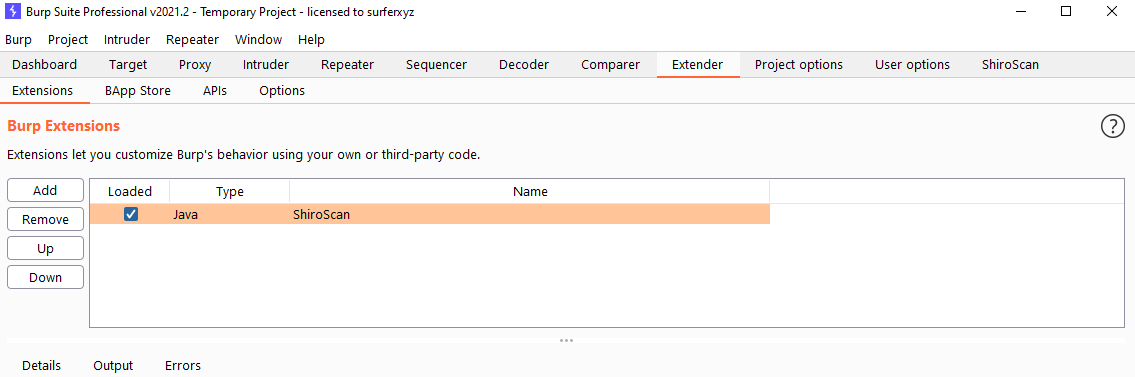 Burp Suite Professional v2021.2 - Temporary Project - licensed to surferxyz
Burp Project Intruder Repeater Window Help
Dashboard Target Proxy Intruder Repeater Sequencer Decoder Comparer Extender Project options User options ShiroScan
Extensions BApp Store APIs Options
Burp Extensions
?
Extensions let you customize Burp's behavior using your own or third-party code.
Add
Remove
Up
Down
Loaded Type Name
Java ShiroScan
Details Output Errors